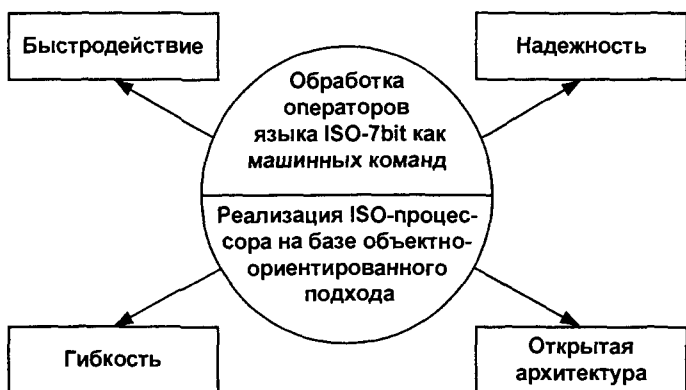 Быстродействие
Надежность
Обработка
операторов
языка ISO-7bit как
машинных команд
Реализация ISO-процес-
сора на базе объектно-
ориентированного
подхода
Гибкость
Открытая
архитектура